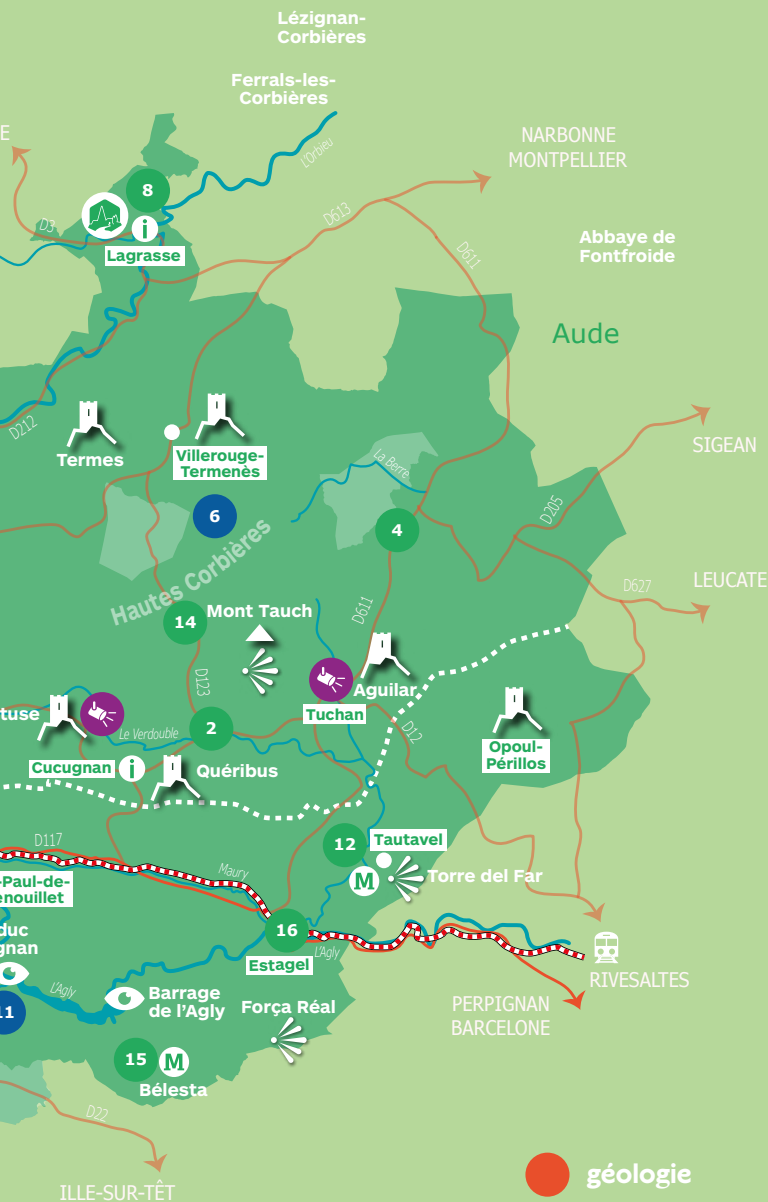 Lézignan-
Corbières
Ferrals-les-
Corbières
E
NARBONNE
MONTPELLIER
L'Orbieu
8
D3
i
Lagrasse
D613
D611
Abbaye de
Fontfroide
Aude
D212
Termes
Villerouge-
Termenès
La Berre
SIGEAN
6
4
D205
Hautes Corbières
LEUCATE
D627
14
Mont Tauch
D611
D123
Aguilar
Tuchan
tuse
Le Verdouble
2
D12
Opoul-
Périllos
Cucugnan
i
Quéribus
D117
12
Tautavel
M
Torre del Far
Maury
-Paul-de-
enouillet
16
L'Agly
Estagel
duc
gnan
RIVESALTES
L'Agly
Barrage
de l'Agly
Força Réal
PERPIGNAN
BARCELONE
11
15
M
Bélesta
D22
ILLE-SUR-TÊT
géologie